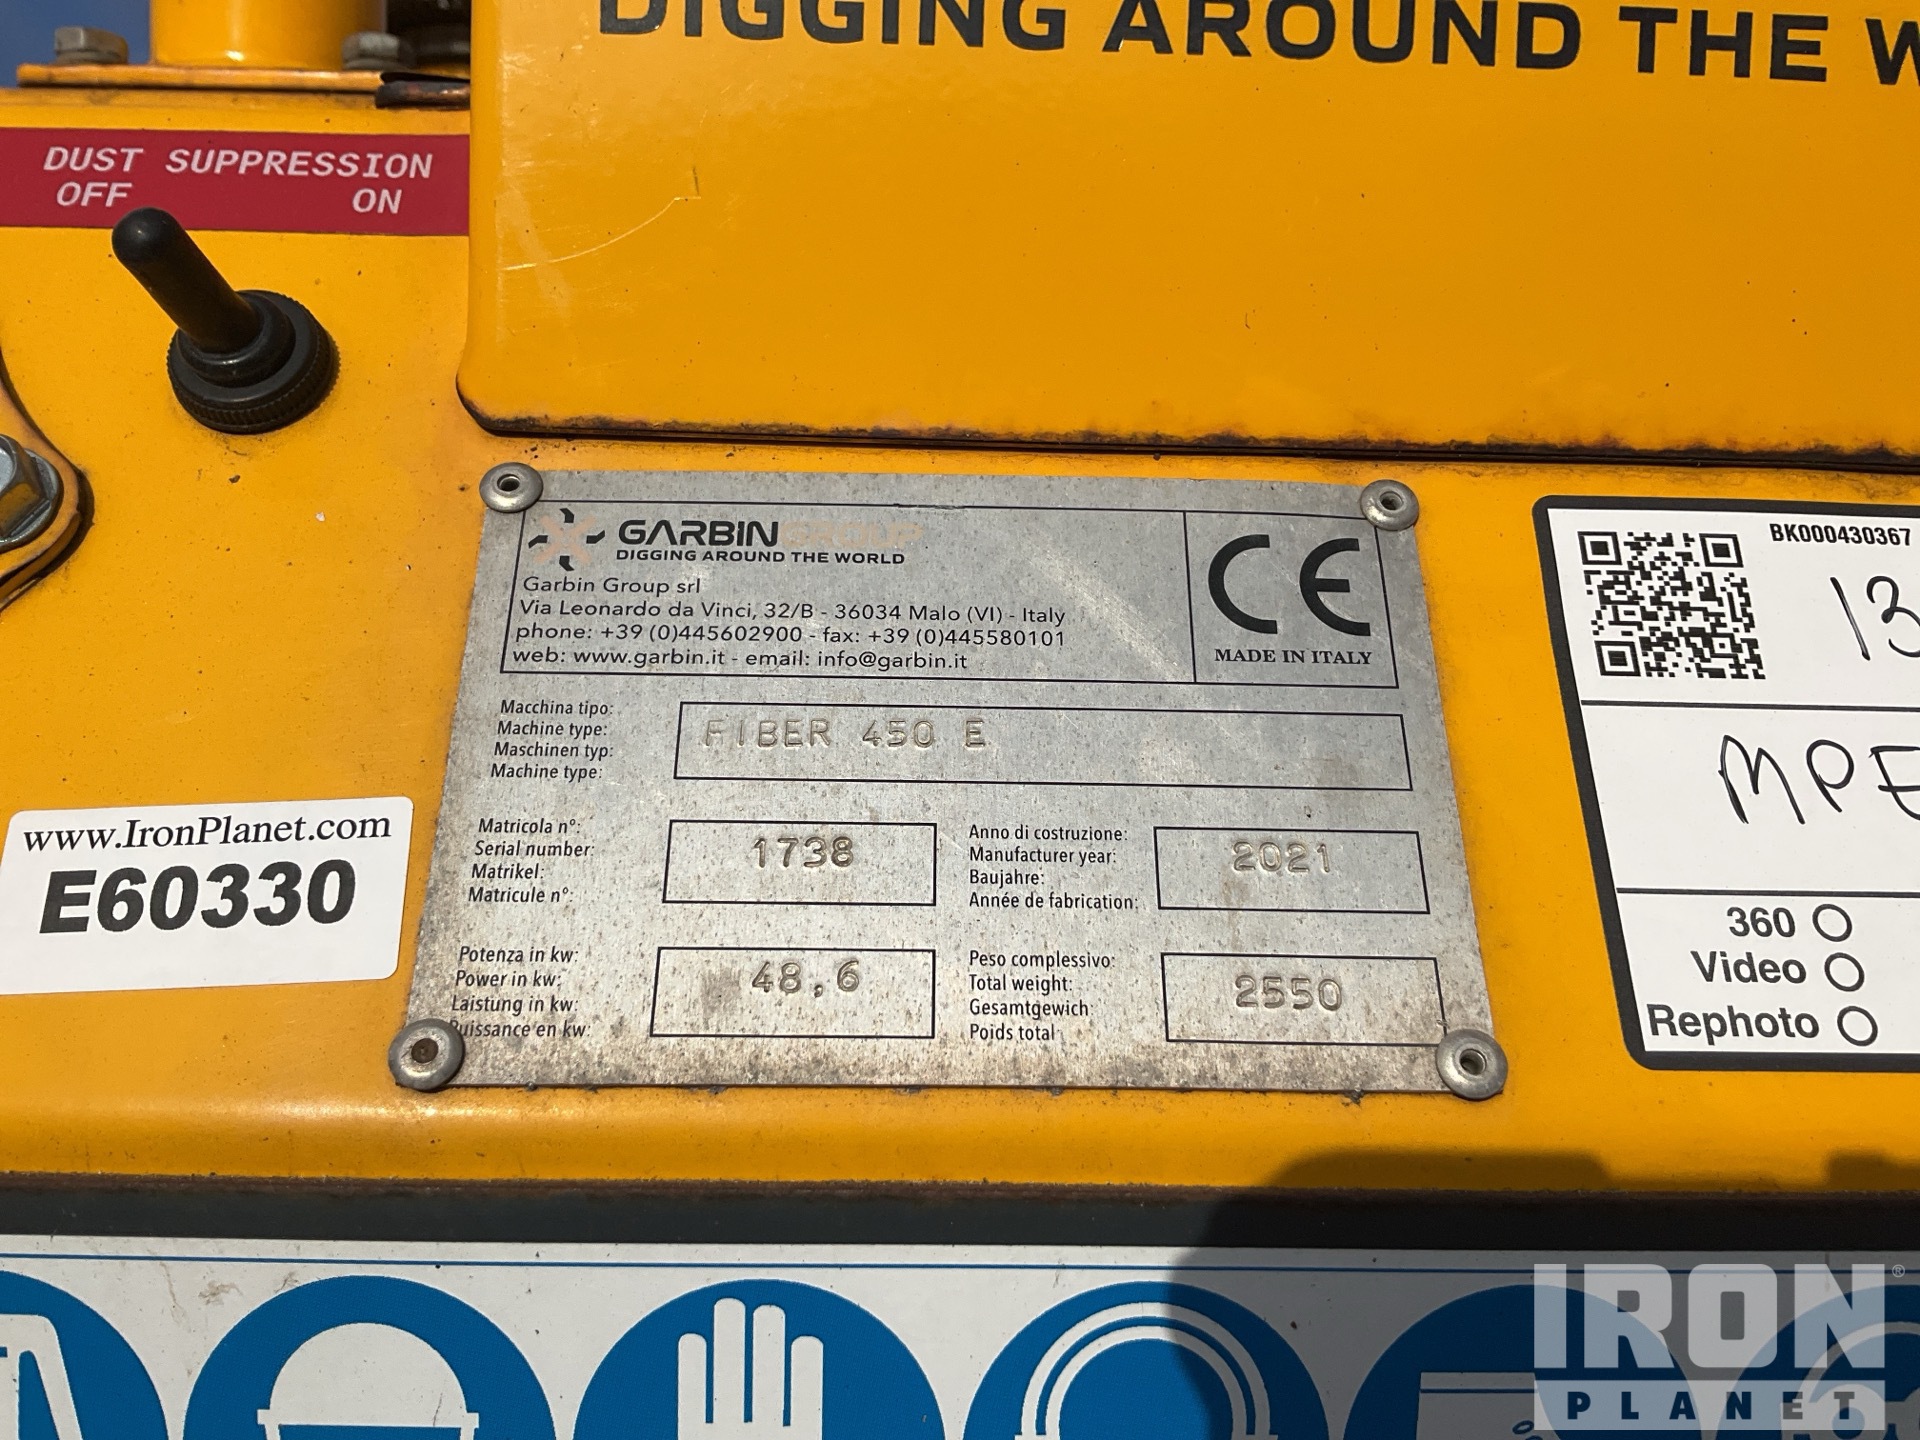 DIGGING AROUND THE W
DUST SUPPRESSION
OFF ON
GARBINGROUP
DIGGING AROUND THE WORLD
Garbin Group srl
Via Leonardo da Vinci, 32/B - 36034 Malo (VI) - Italy
phone: +39 (0)445602900 - fax: +39 (0)445580101
web: www.garbin.it - email: info@garbin.it
CE
MADE IN ITALY
Macchina tipo:
Machine type:
Maschinen typ:
Machine type:
FIBER 450 E
Matricola n°:
Serial number:
Matrikel:
Matricule n°:
1738
Anno di costruzione:
Manufacturer year:
Baujahre:
Année de fabrication:
2021
Potenza in kw:
Power in kw:
Laistung in kw:
Puissance en kw:
48,6
Peso complessivo:
Total weight:
Gesamtgewich:
Poids total
2550
www.IronPlanet.com
E60330
BK000430367
13
MPE
360
Video
Rephoto
IRON
PLANET